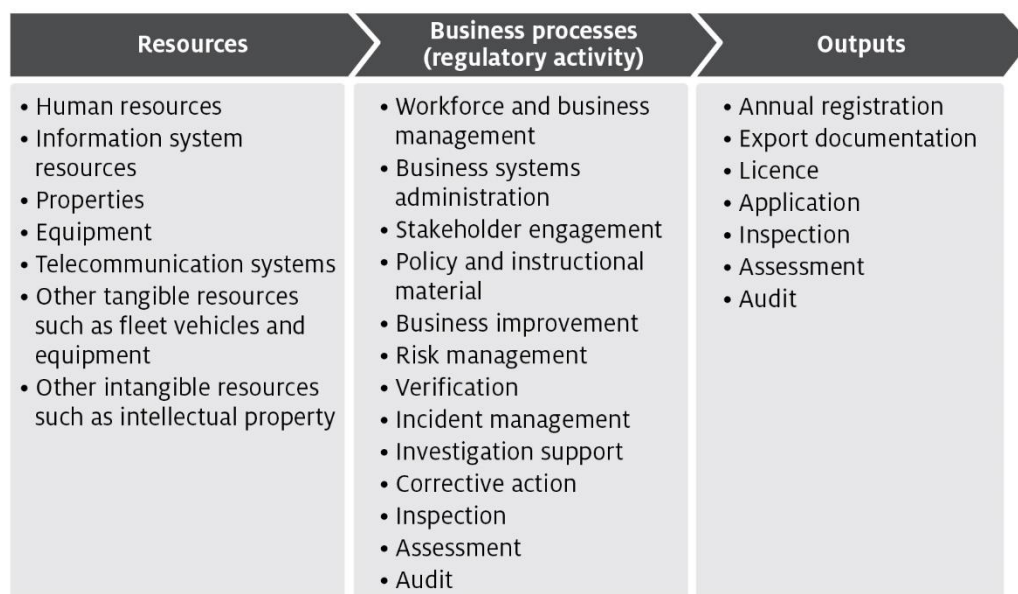 Resources
Business processes
(regulatory activity)
Outputs
• Human resources
• Information system
resources
• Properties
• Equipment
• Telecommunication systems
• Other tangible resources
such as fleet vehicles and
equipment
• Other intangible resources
such as intellectual property
• Workforce and business
management
• Business systems
administration
• Stakeholder engagement
• Policy and instructional
material
• Business improvement
• Risk management
• Verification
• Incident management
• Investigation support
• Corrective action
• Inspection
• Assessment
• Audit
• Annual registration
• Export documentation
• Licence
• Application
• Inspection
• Assessment
• Audit